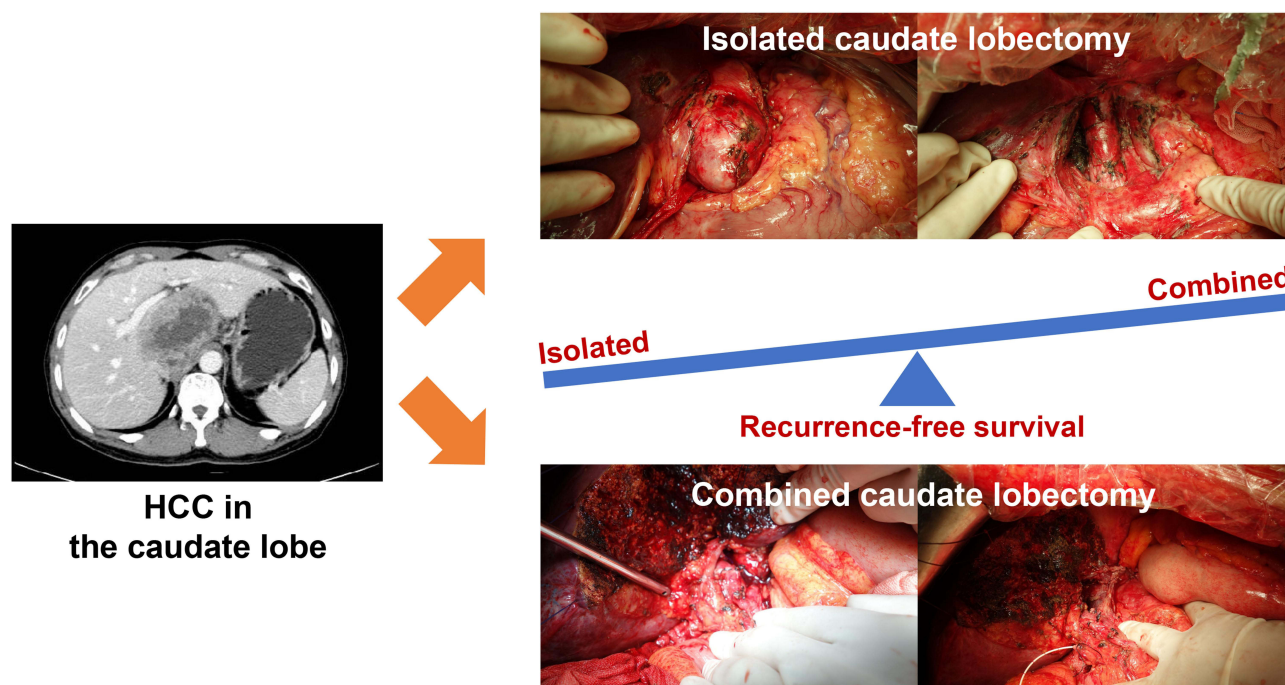 Isolated caudate lobectomy
Combined
Isolated
Recurrence-free survival
HCC in
the caudate lobe
Combined caudate lobectomy